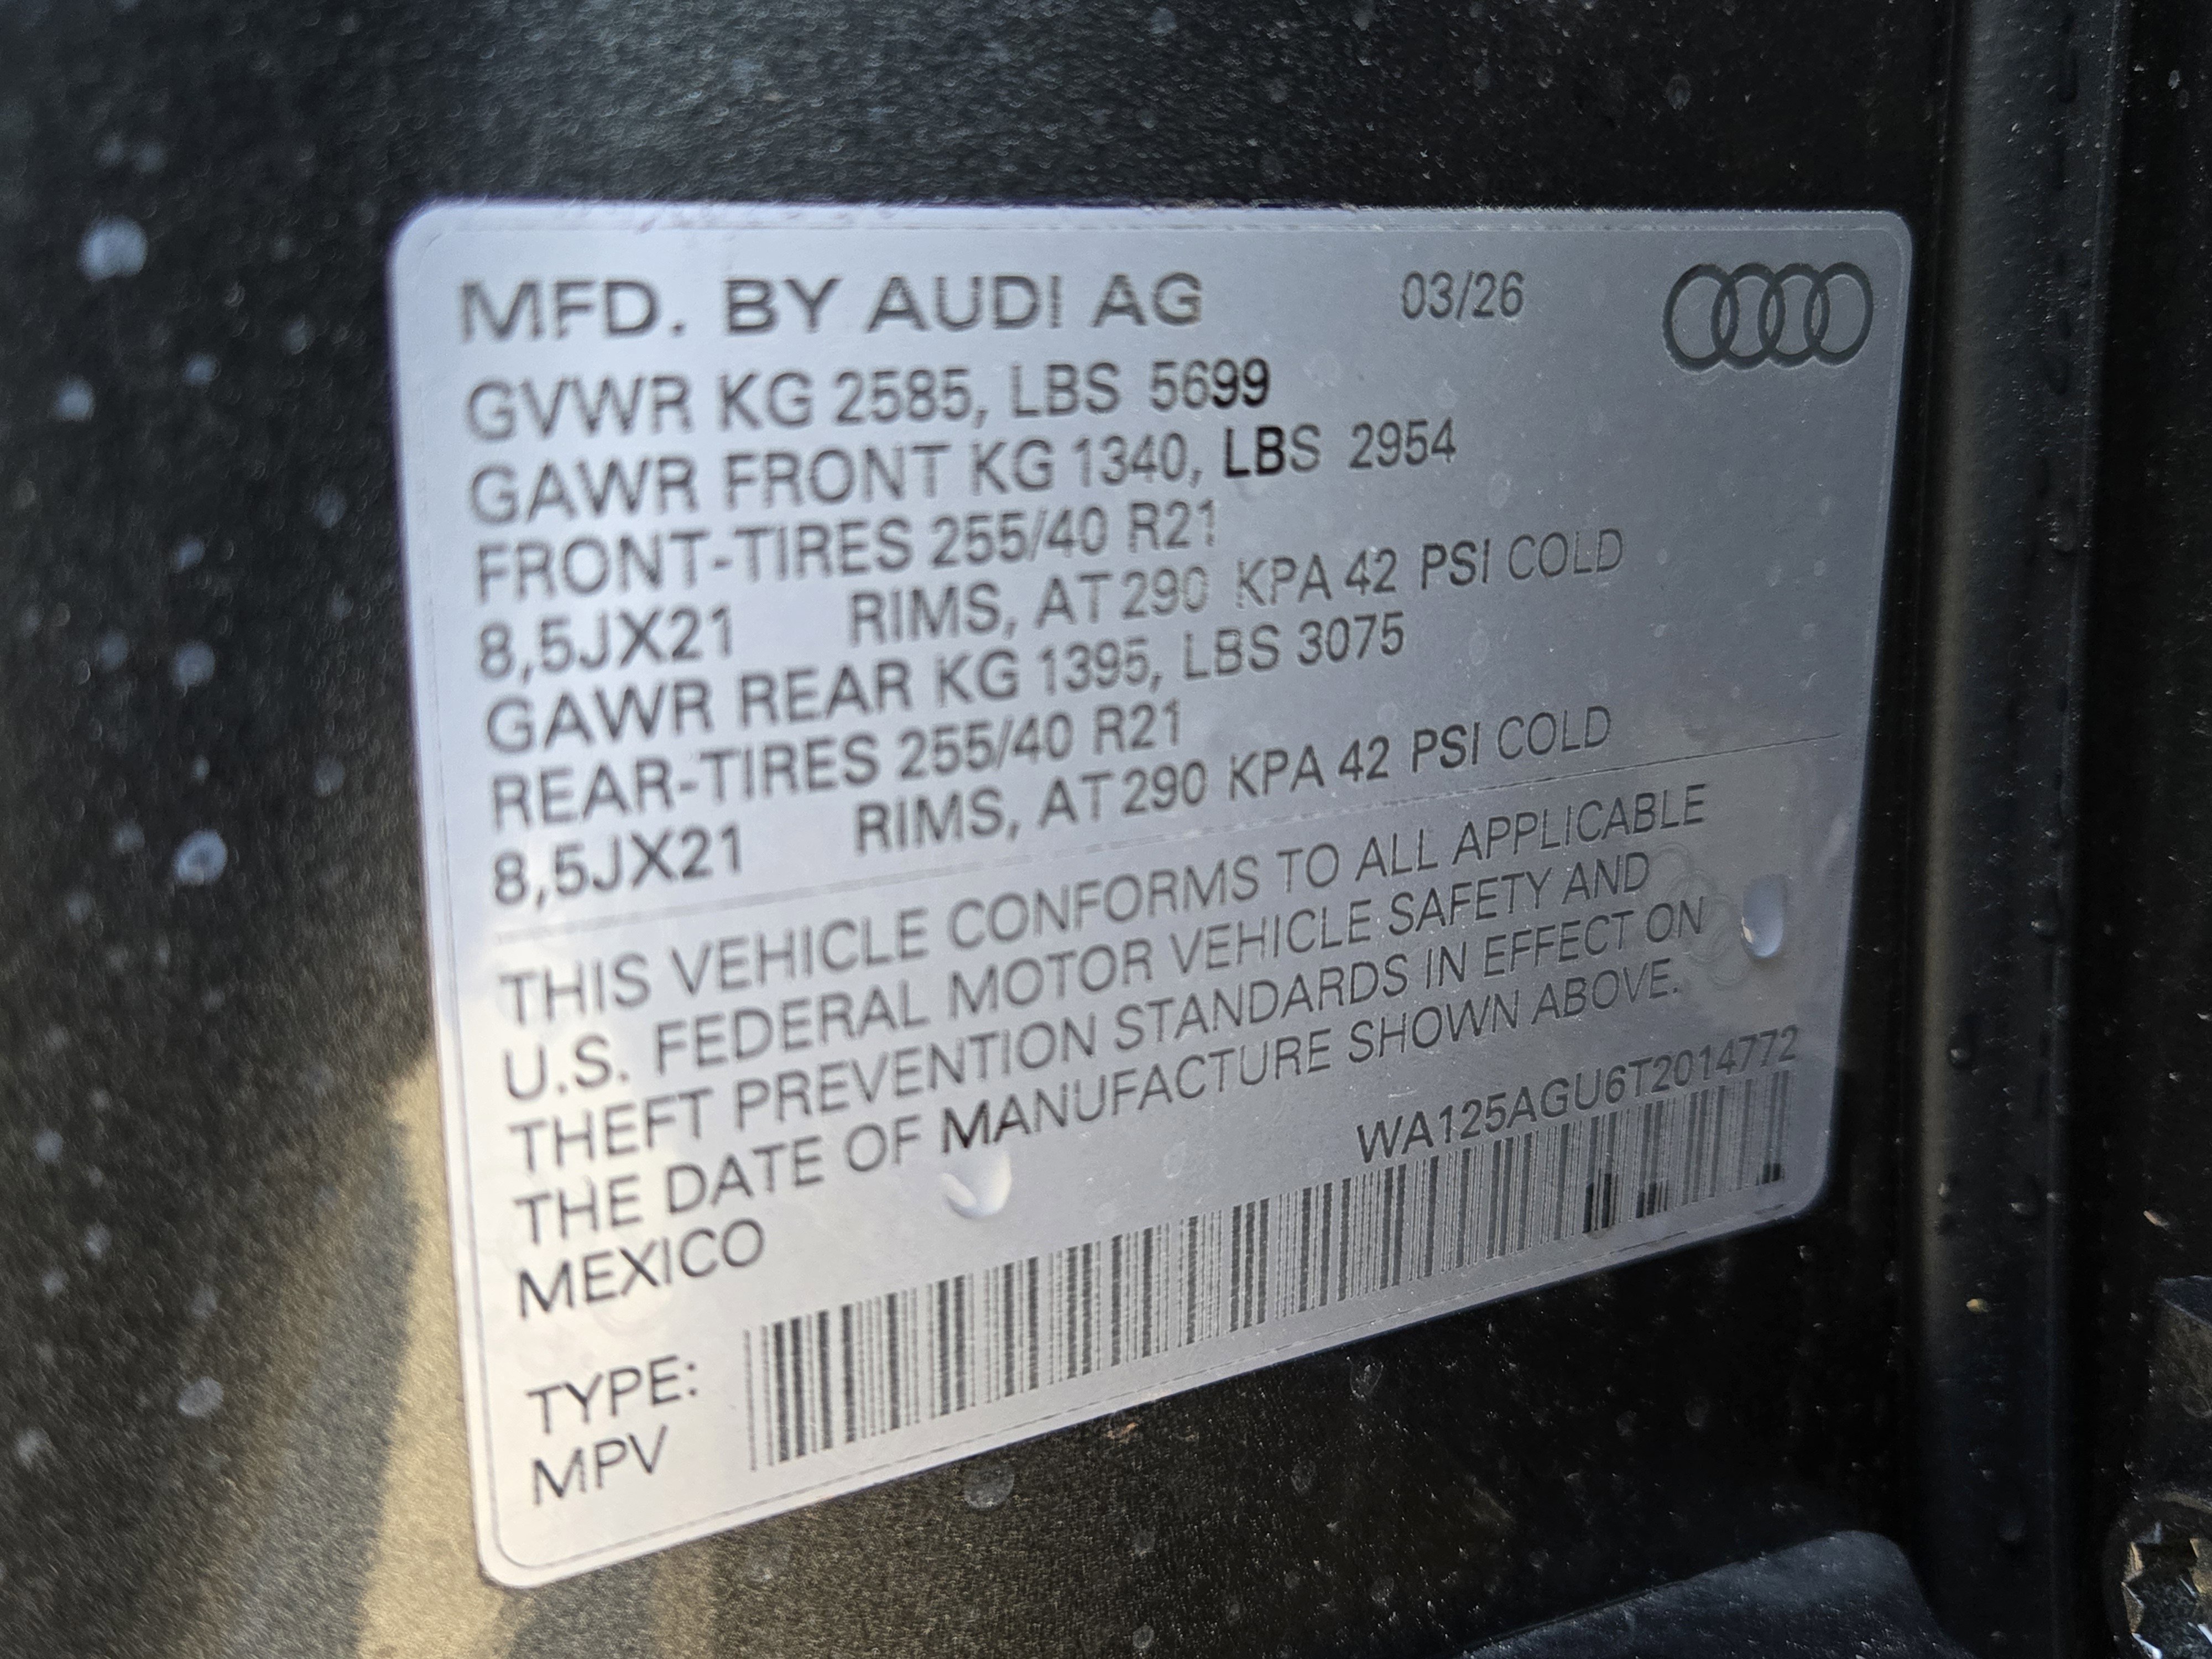 MFD. BY AUDI AG 03/26
GVWR KG 2585, LBS 5699
GAWR FRONT KG 1340, LBS 2954
FRONT-TIRES 255/40 R21
8,5JX21 RIMS, AT 290 KPA 42 PSI COLD
GAWR REAR KG 1395, LBS 3075
REAR-TIRES 255/40 R21
8,5JX21 RIMS, AT 290 KPA 42 PSI COLD
THIS VEHICLE CONFORMS TO ALL APPLICABLE
U.S. FEDERAL MOTOR VEHICLE SAFETY AND
THEFT PREVENTION STANDARDS IN EFFECT ON
THE DATE OF MANUFACTURE SHOWN ABOVE.
MEXICO
WA125AGU6T2014772
TYPE:
MPV